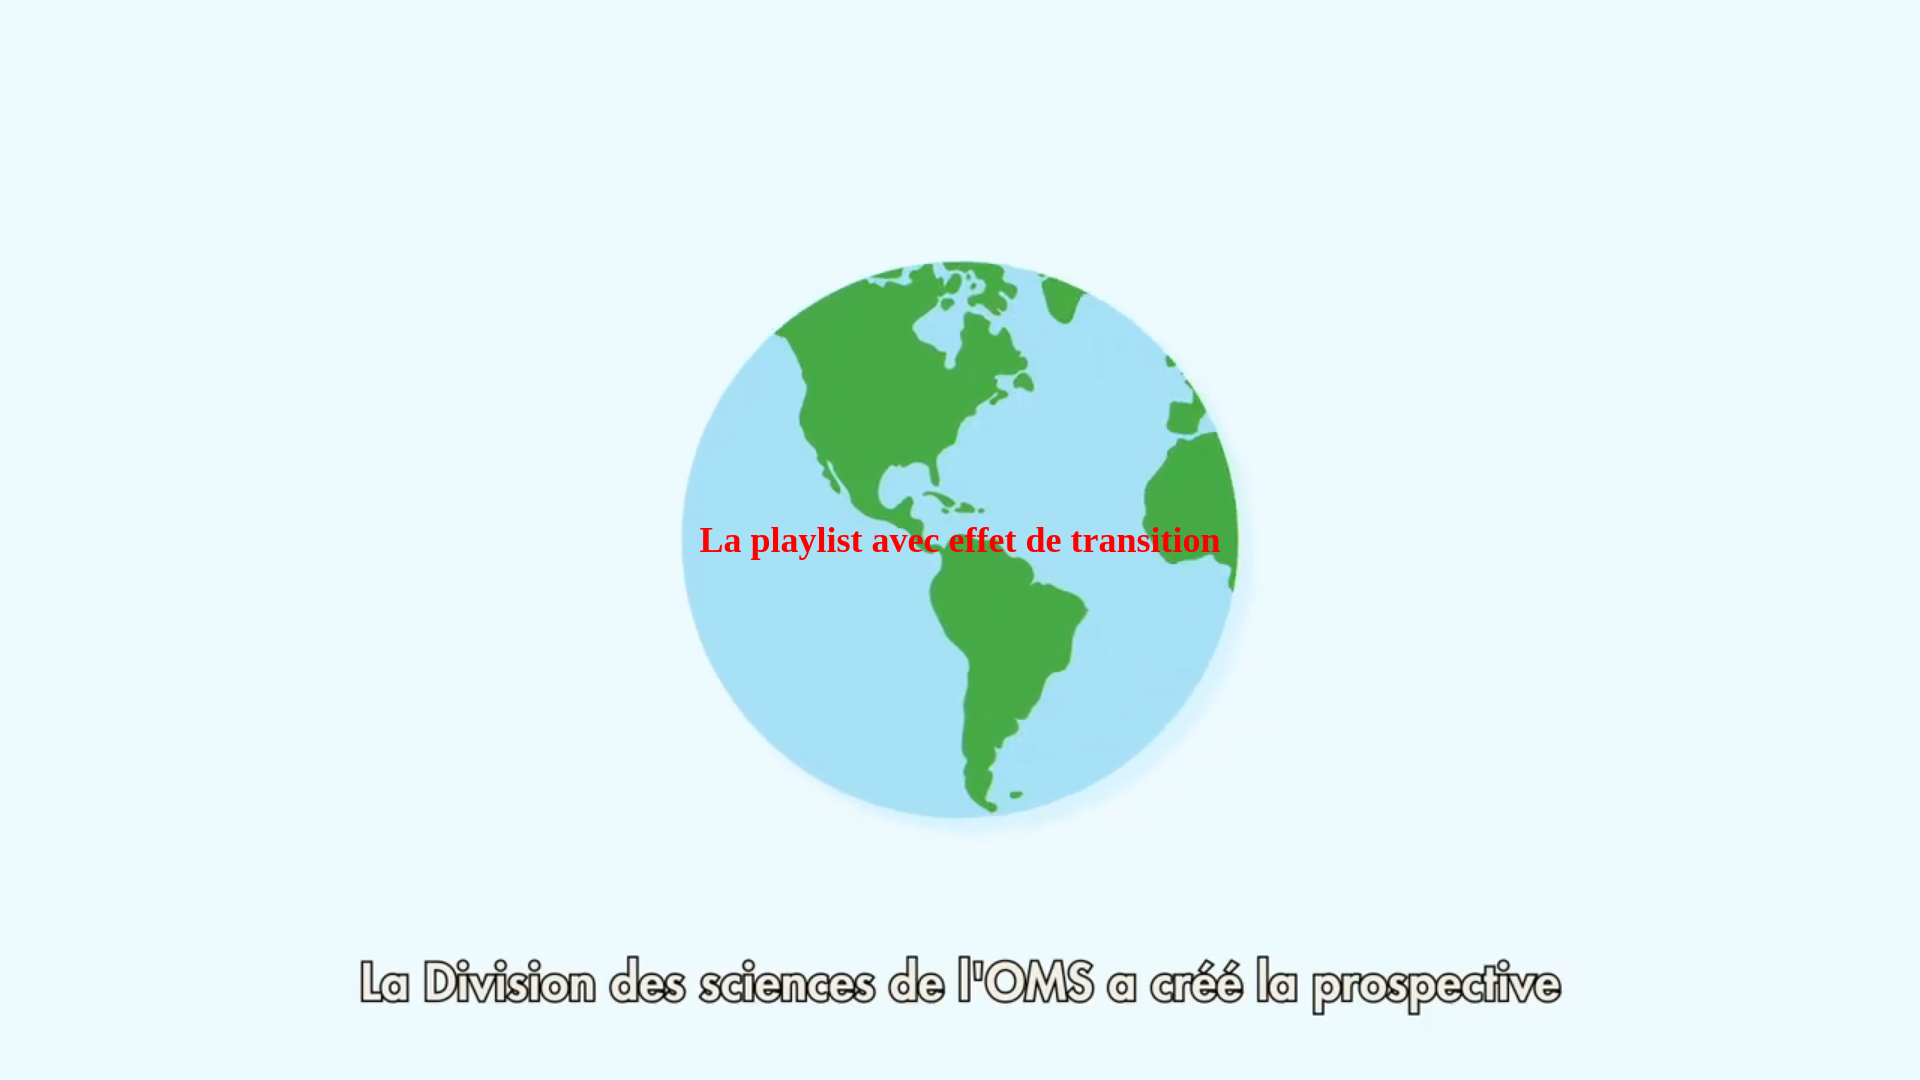 La playlist avec effet de transition
La Division des sciences de l'OMS a créé la prospective